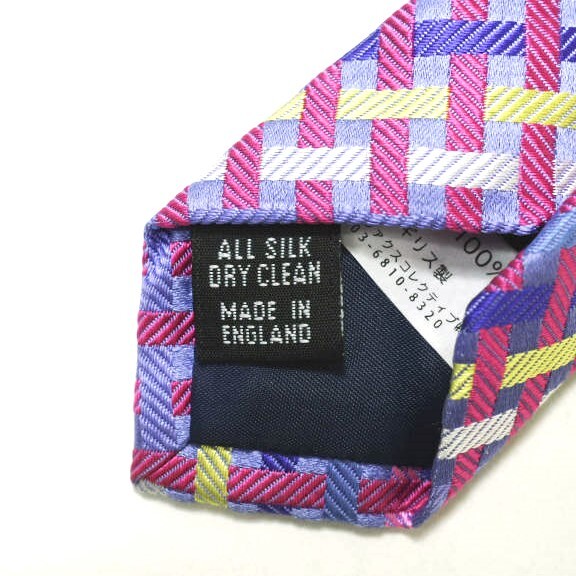 ALL SILK
DRY CLEAN
MADE IN
ENGLAND
100%
ギリス製
アクスコレクティブ
03-6810-8320